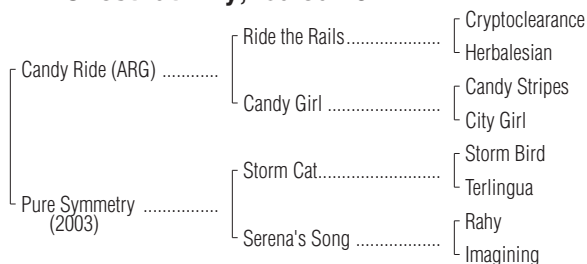 Ride the Rails
Cryptoclearance
Herbalesian
Candy Ride (ARG)
Candy Girl
Candy Stripes
City Girl
Storm Cat
Storm Bird
Terlingua
Pure Symmetry
(2003)
Serena's Song
Rahy
Imagining